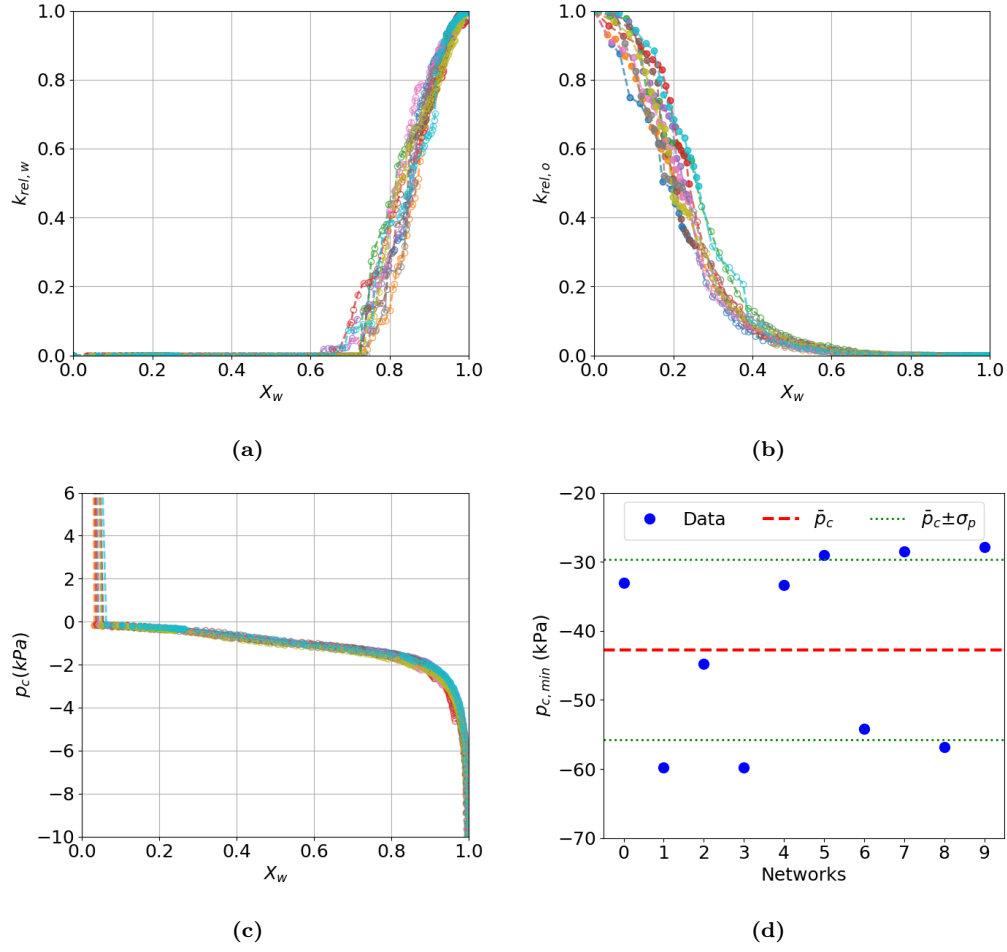 1.0
0.8
0.6
0.4
0.2
0.0
k_{rel,w}
0.0 0.2 0.4 0.6 0.8 1.0
X_w
(a)
1.0
0.8
0.6
0.4
0.2
0.0
k_{rel,o}
0.0 0.2 0.4 0.6 0.8 1.0
X_w
(b)
6
4
2
0
−2
−4
−6
−8
−10
p_c(kPa)
0.0 0.2 0.4 0.6 0.8 1.0
X_w
(c)
−20
−30
−40
−50
−60
−70
p_{c,min} (kPa)
Data p̄_c p̄_c±σ_p
0 1 2 3 4 5 6 7 8 9
Networks
(d)